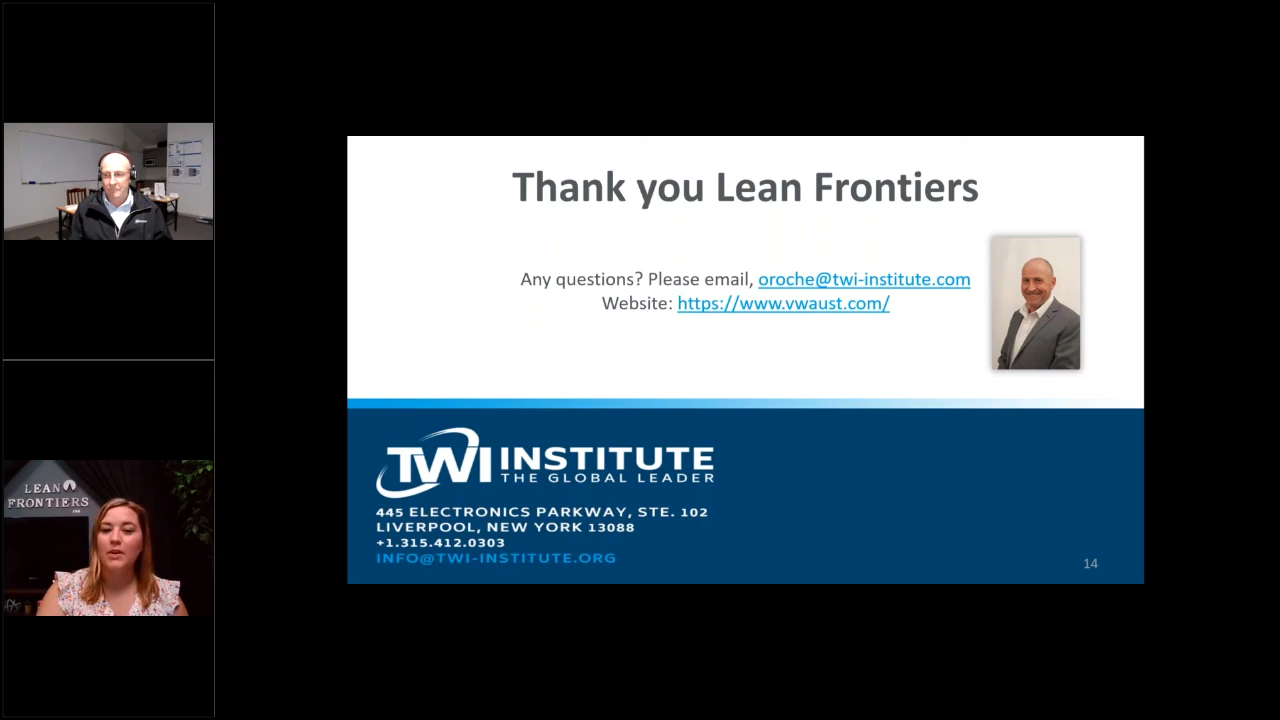 LEAN
FRONTIERS
Thank you Lean Frontiers
Any questions? Please email, oroche@twi-institute.com
Website: https://www.vwaust.com/
TWI INSTITUTE
THE GLOBAL LEADER
445 ELECTRONICS PARKWAY, STE. 102
LIVERPOOL, NEW YORK 13088
+1.315.412.0303
INFO@TWI-INSTITUTE.ORG
14